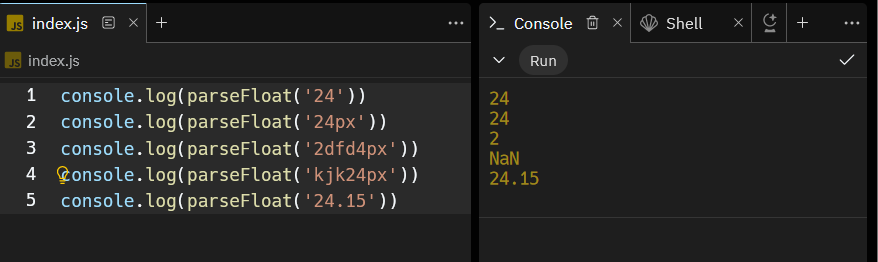 JS index.js
Console
Shell
JS index.js
Run
1 console.log(parseFloat('24'))
2 console.log(parseFloat('24px'))
3 console.log(parseFloat('2dfd4px'))
4 console.log(parseFloat('kjk24px'))
5 console.log(parseFloat('24.15'))
24
24
2
NaN
24.15